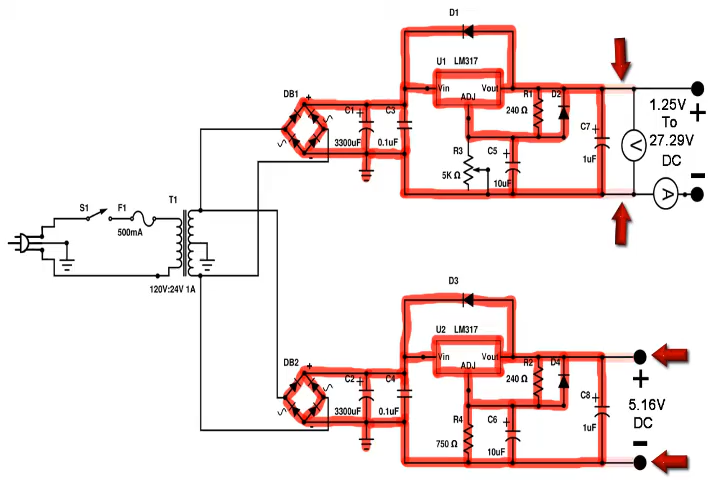 D1
U1 LM317
Vin Vout
ADJ
DB1
+
-
C1
3300uF
C3
0.1uF
R1
240 Ω
D2
R3
5K Ω
C5
10uF
C7
1uF
V
A
1.25V
To
27.29V
DC
+
-
S1
F1
500mA
T1
120V:24V 1A
D3
U2 LM317
Vin Vout
ADJ
DB2
+
-
C2
3300uF
C4
0.1uF
R2
240 Ω
D4
R4
750 Ω
C6
10uF
C8
1uF
+
5.16V
DC
-